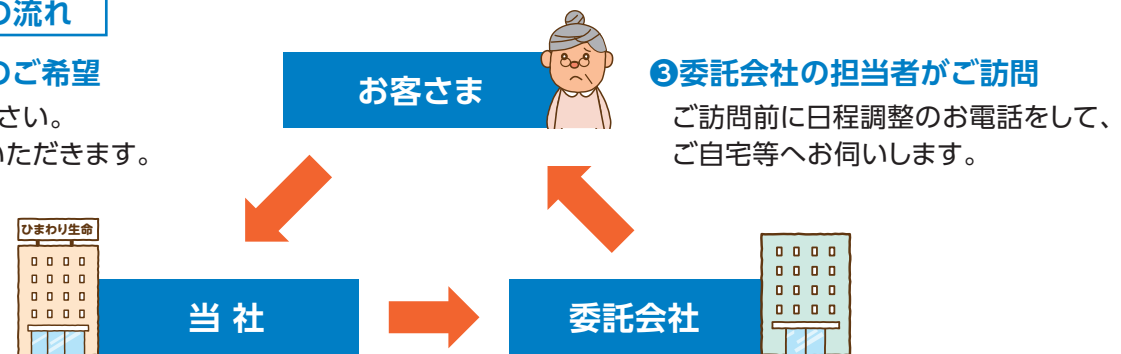 の流れ
のご希望
さい。
いただきます。
お客さま
❸委託会社の担当者がご訪問
ご訪問前に日程調整のお電話をして、
ご自宅等へお伺いします。
ひまわり生命
当 社
委託会社